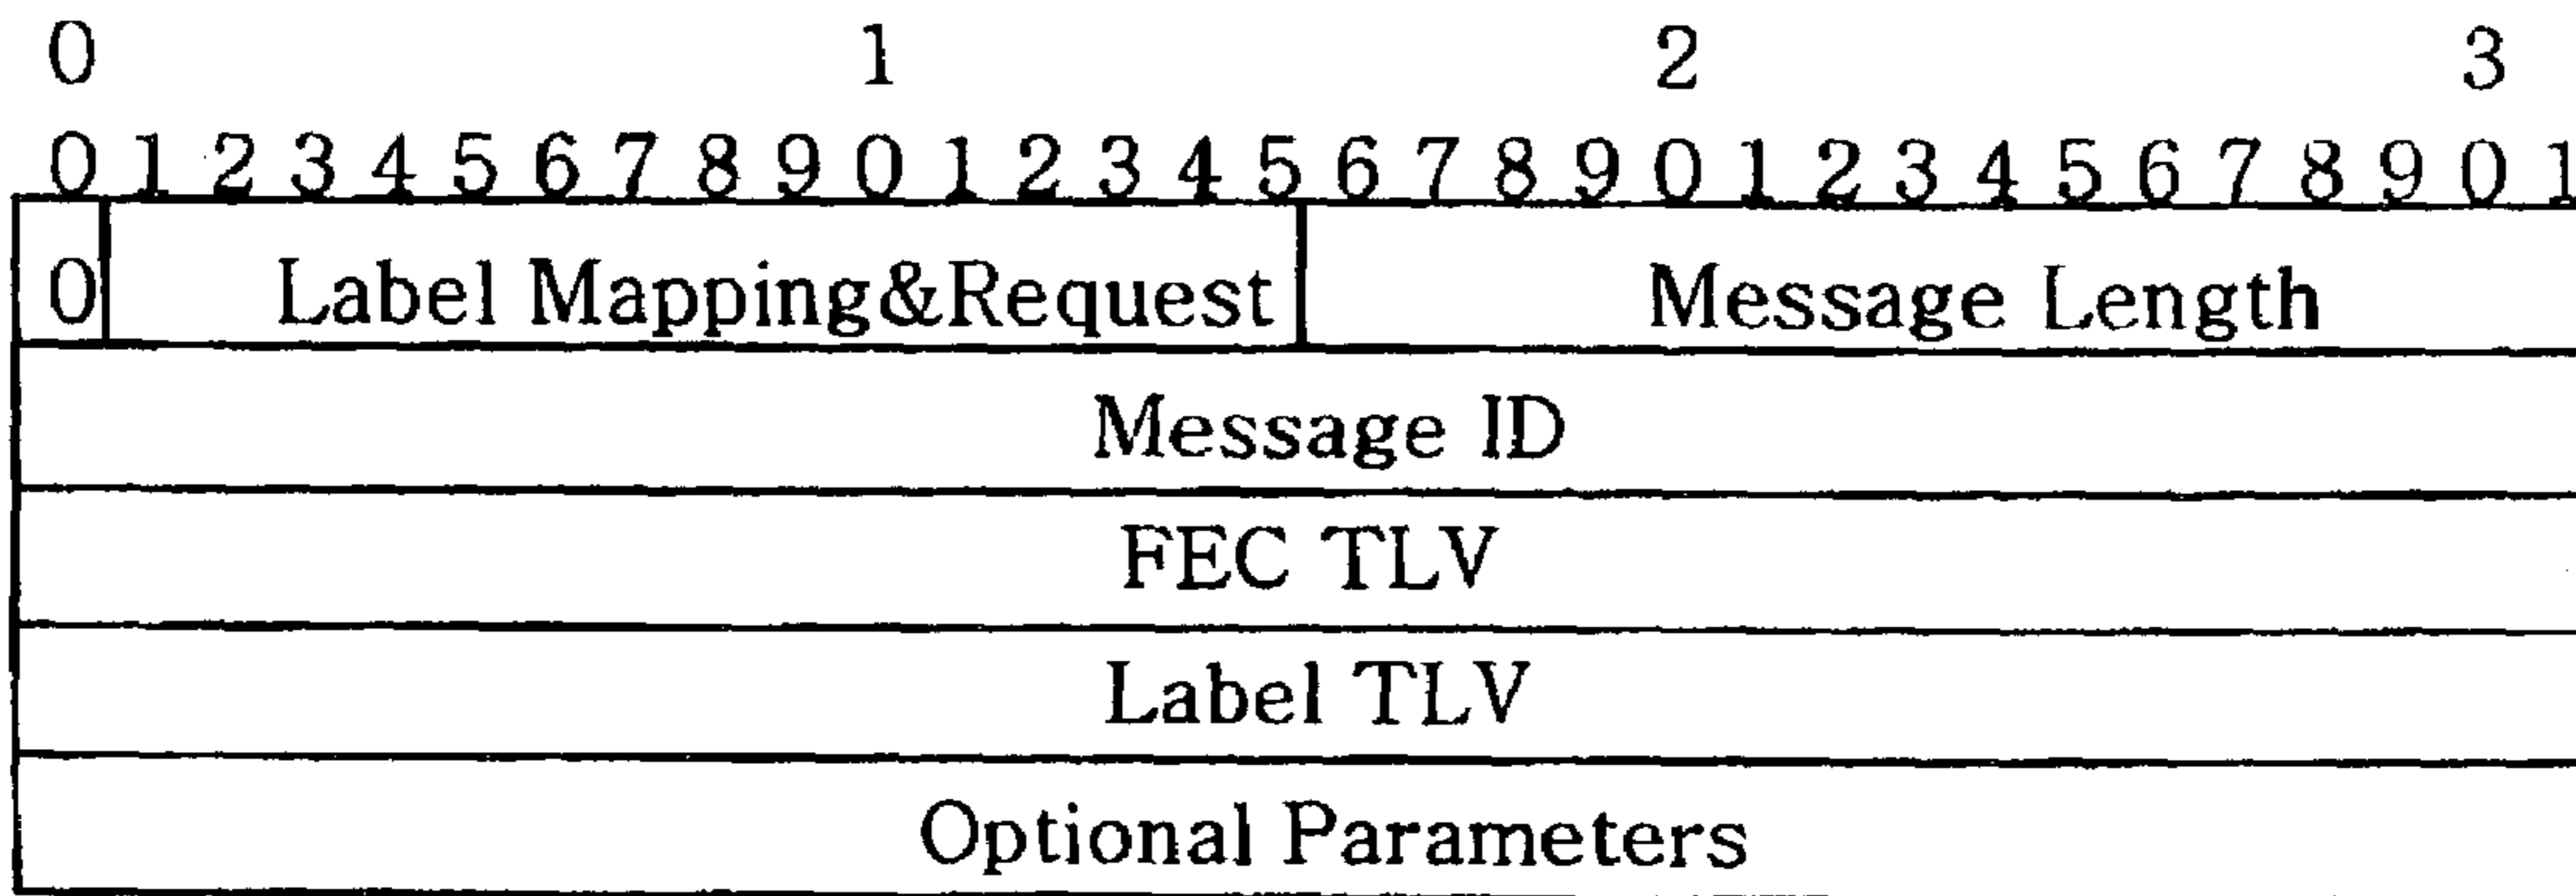 0 1 2 3
0 1 2 3 4 5 6 7 8 9 0 1 2 3 4 5 6 7 8 9 0 1 2 3 4 5 6 7 8 9 0 1
0 Label Mapping&Request Message Length
Message ID
FEC TLV
Label TLV
Optional Parameters